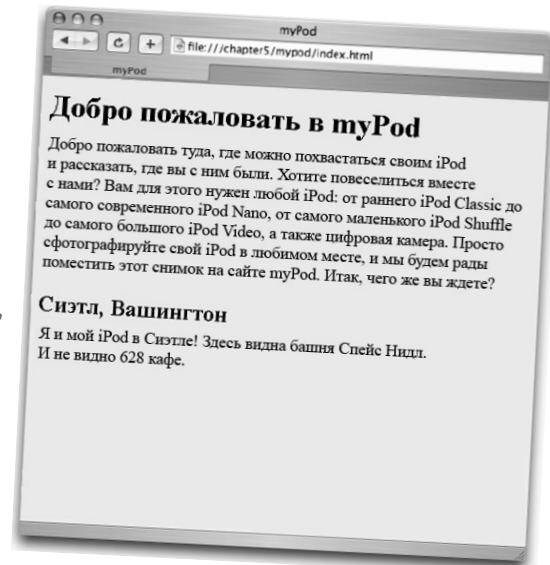 myPod
file:///chapter5/mypod/index.html
myPod
Добро пожаловать в myPod
Добро пожаловать туда, где можно похвастаться своим iPod
и рассказать, где вы с ним были. Хотите повеселиться вместе
с нами? Вам для этого нужен любой iPod: от раннего iPod Classic до
самого современного iPod Nano, от самого маленького iPod Shuffle
до самого большого iPod Video, а также цифровая камера. Просто
сфотографируйте свой iPod в любимом месте, и мы будем рады
поместить этот снимок на сайте myPod. Итак, чего же вы ждете?
Сиэтл, Вашингтон
Я и мой iPod в Сиэтле! Здесь видна башня Спейс Нидл.
И не видно 628 кафе.